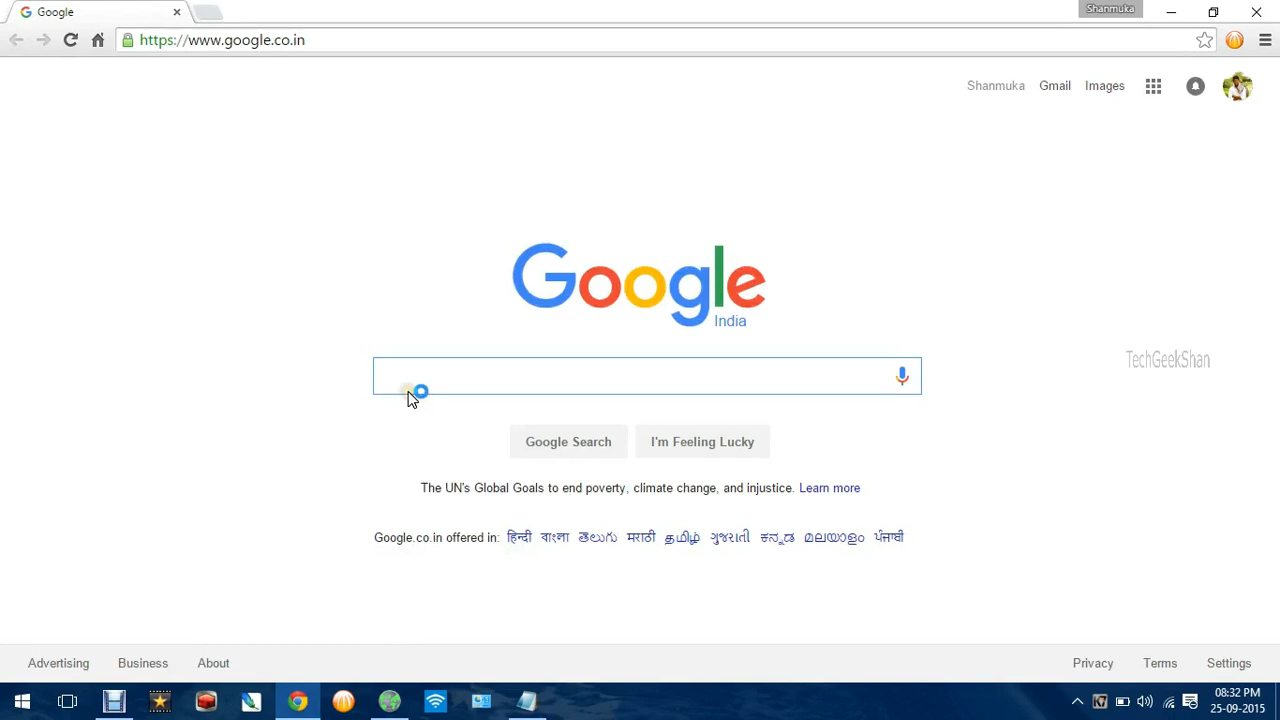 Google
Shanmuka
https://www.google.co.in
Shanmuka Gmail Images
Google
India
TechGeekShan
Google Search I'm Feeling Lucky
The UN's Global Goals to end poverty, climate change, and injustice. Learn more
Google.co.in offered in: हिन्दी বাংলা తెలుగు मराठी தமிழ் ગુજરાતી ಕನ್ನಡ മലയാളം ਪੰਜਾਬੀ
Advertising Business About Privacy Terms Settings
08:32 PM
25-09-2015